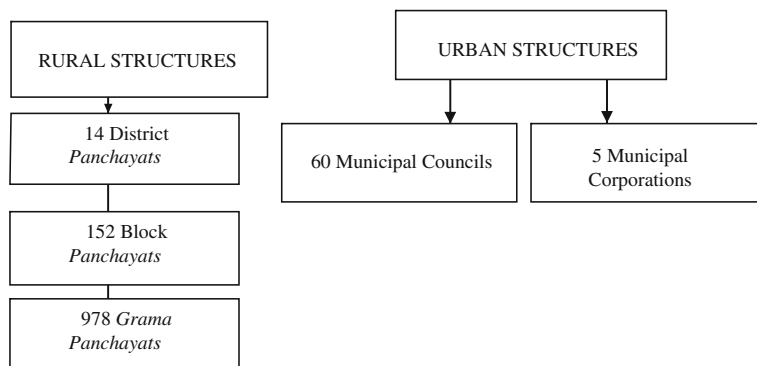 RURAL STRUCTURES
14 District
Panchayats
152 Block
Panchayats
978 Grama
Panchayats
URBAN STRUCTURES
60 Municipal Councils
5 Municipal
Corporations